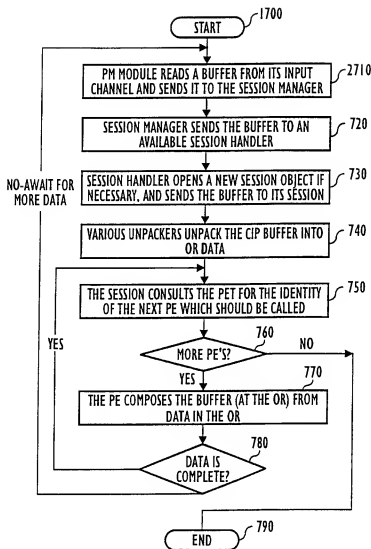 START
1700
PM MODULE READS A BUFFER FROM ITS INPUT
CHANNEL AND SENDS IT TO THE SESSION MANAGER
2710
SESSION MANAGER SENDS THE BUFFER TO AN
AVAILABLE SESSION HANDLER
720
NO-AWAIT FOR
MORE DATA
SESSION HANDLER OPENS A NEW SESSION OBJECT IF
NECESSARY, AND SENDS THE BUFFER TO ITS SESSION
730
VARIOUS UNPACKERS UNPACK THE CIP BUFFER INTO
OR DATA
740
THE SESSION CONSULTS THE PET FOR THE IDENTITY
OF THE NEXT PE WHICH SHOULD BE CALLED
750
YES
760
MORE PE'S?
NO
YES
770
THE PE COMPOSES THE BUFFER (AT THE OR) FROM
DATA IN THE OR
780
DATA IS
COMPLETE?
END
790